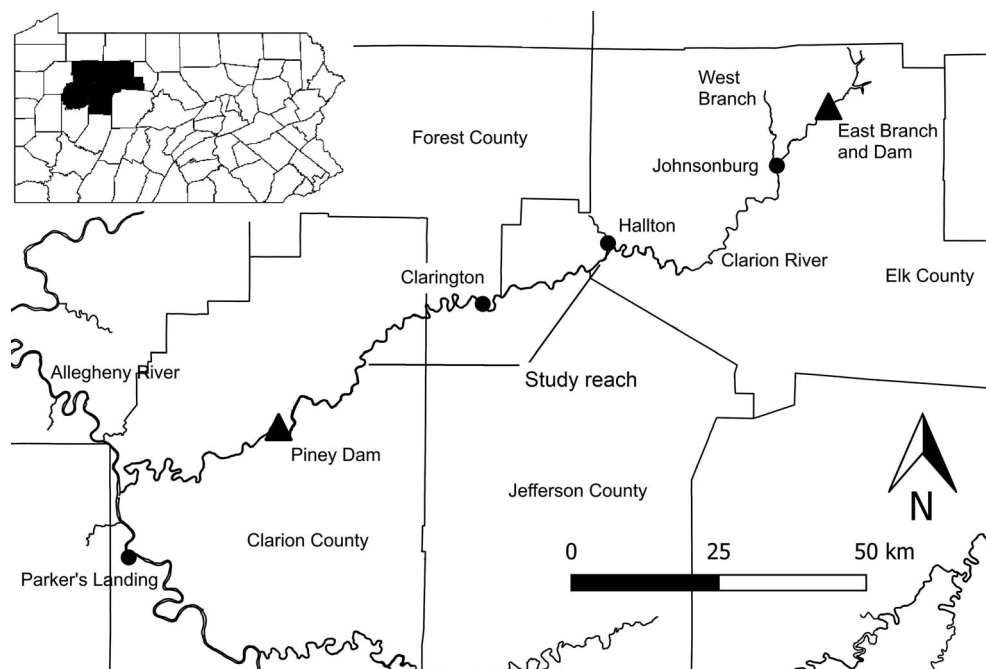 West
Branch
Forest County
East Branch
and Dam
Johnsonburg
Hallton
Clarion River
Clarington
Elk County
Allegheny River
Study reach
Piney Dam
Jefferson County
N
Clarion County
0 25 50 km
Parker's Landing